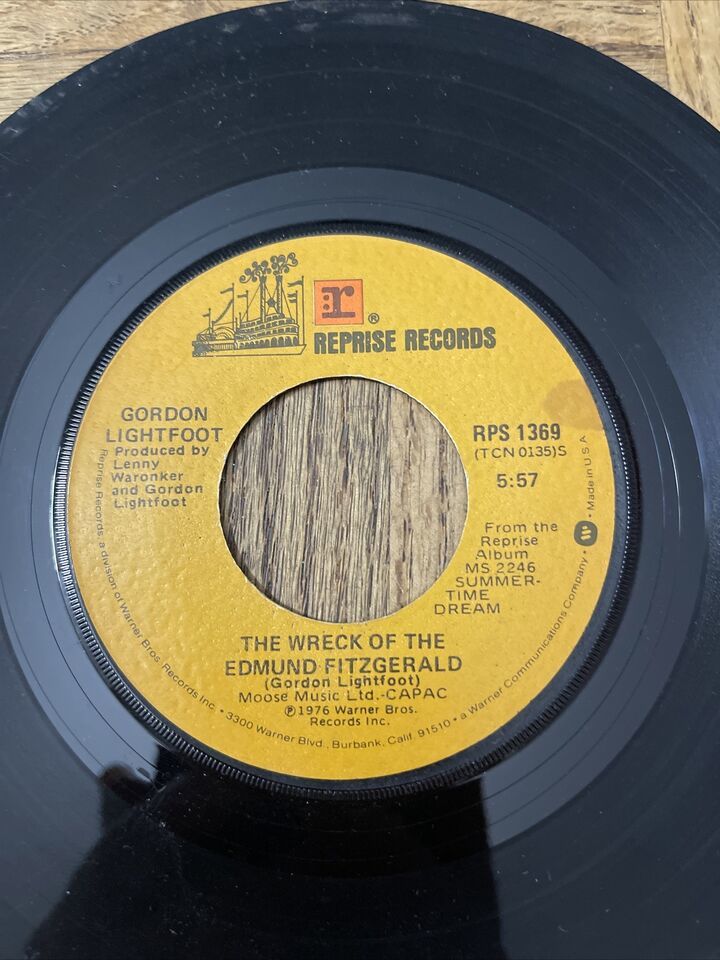 r
®
REPRISE RECORDS
GORDON
LIGHTFOOT
Produced by
Lenny
Waronker
and Gordon
Lightfoot
RPS 1369
(TCN 0135)S
5:57
From the
Reprise
Album
MS 2246
SUMMER-
TIME
DREAM
THE WRECK OF THE
EDMUND FITZGERALD
(Gordon Lightfoot)
Moose Music Ltd.-CAPAC
℗1976 Warner Bros.
Records Inc.
Reprise Records, a division of Warner Bros. Records Inc. • 3300 Warner Blvd., Burbank, Calif. 91510 • a Warner Communications Company • W • Made in U S A